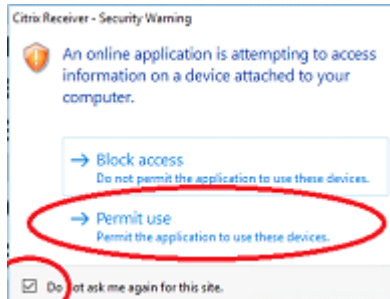 Citrix Receiver - Security Warning
An online application is attempting to access
information on a device attached to your
computer.
Block access
Do not permit the application to use these devices.
Permit use
Permit the application to use these devices.
Do not ask me again for this site.